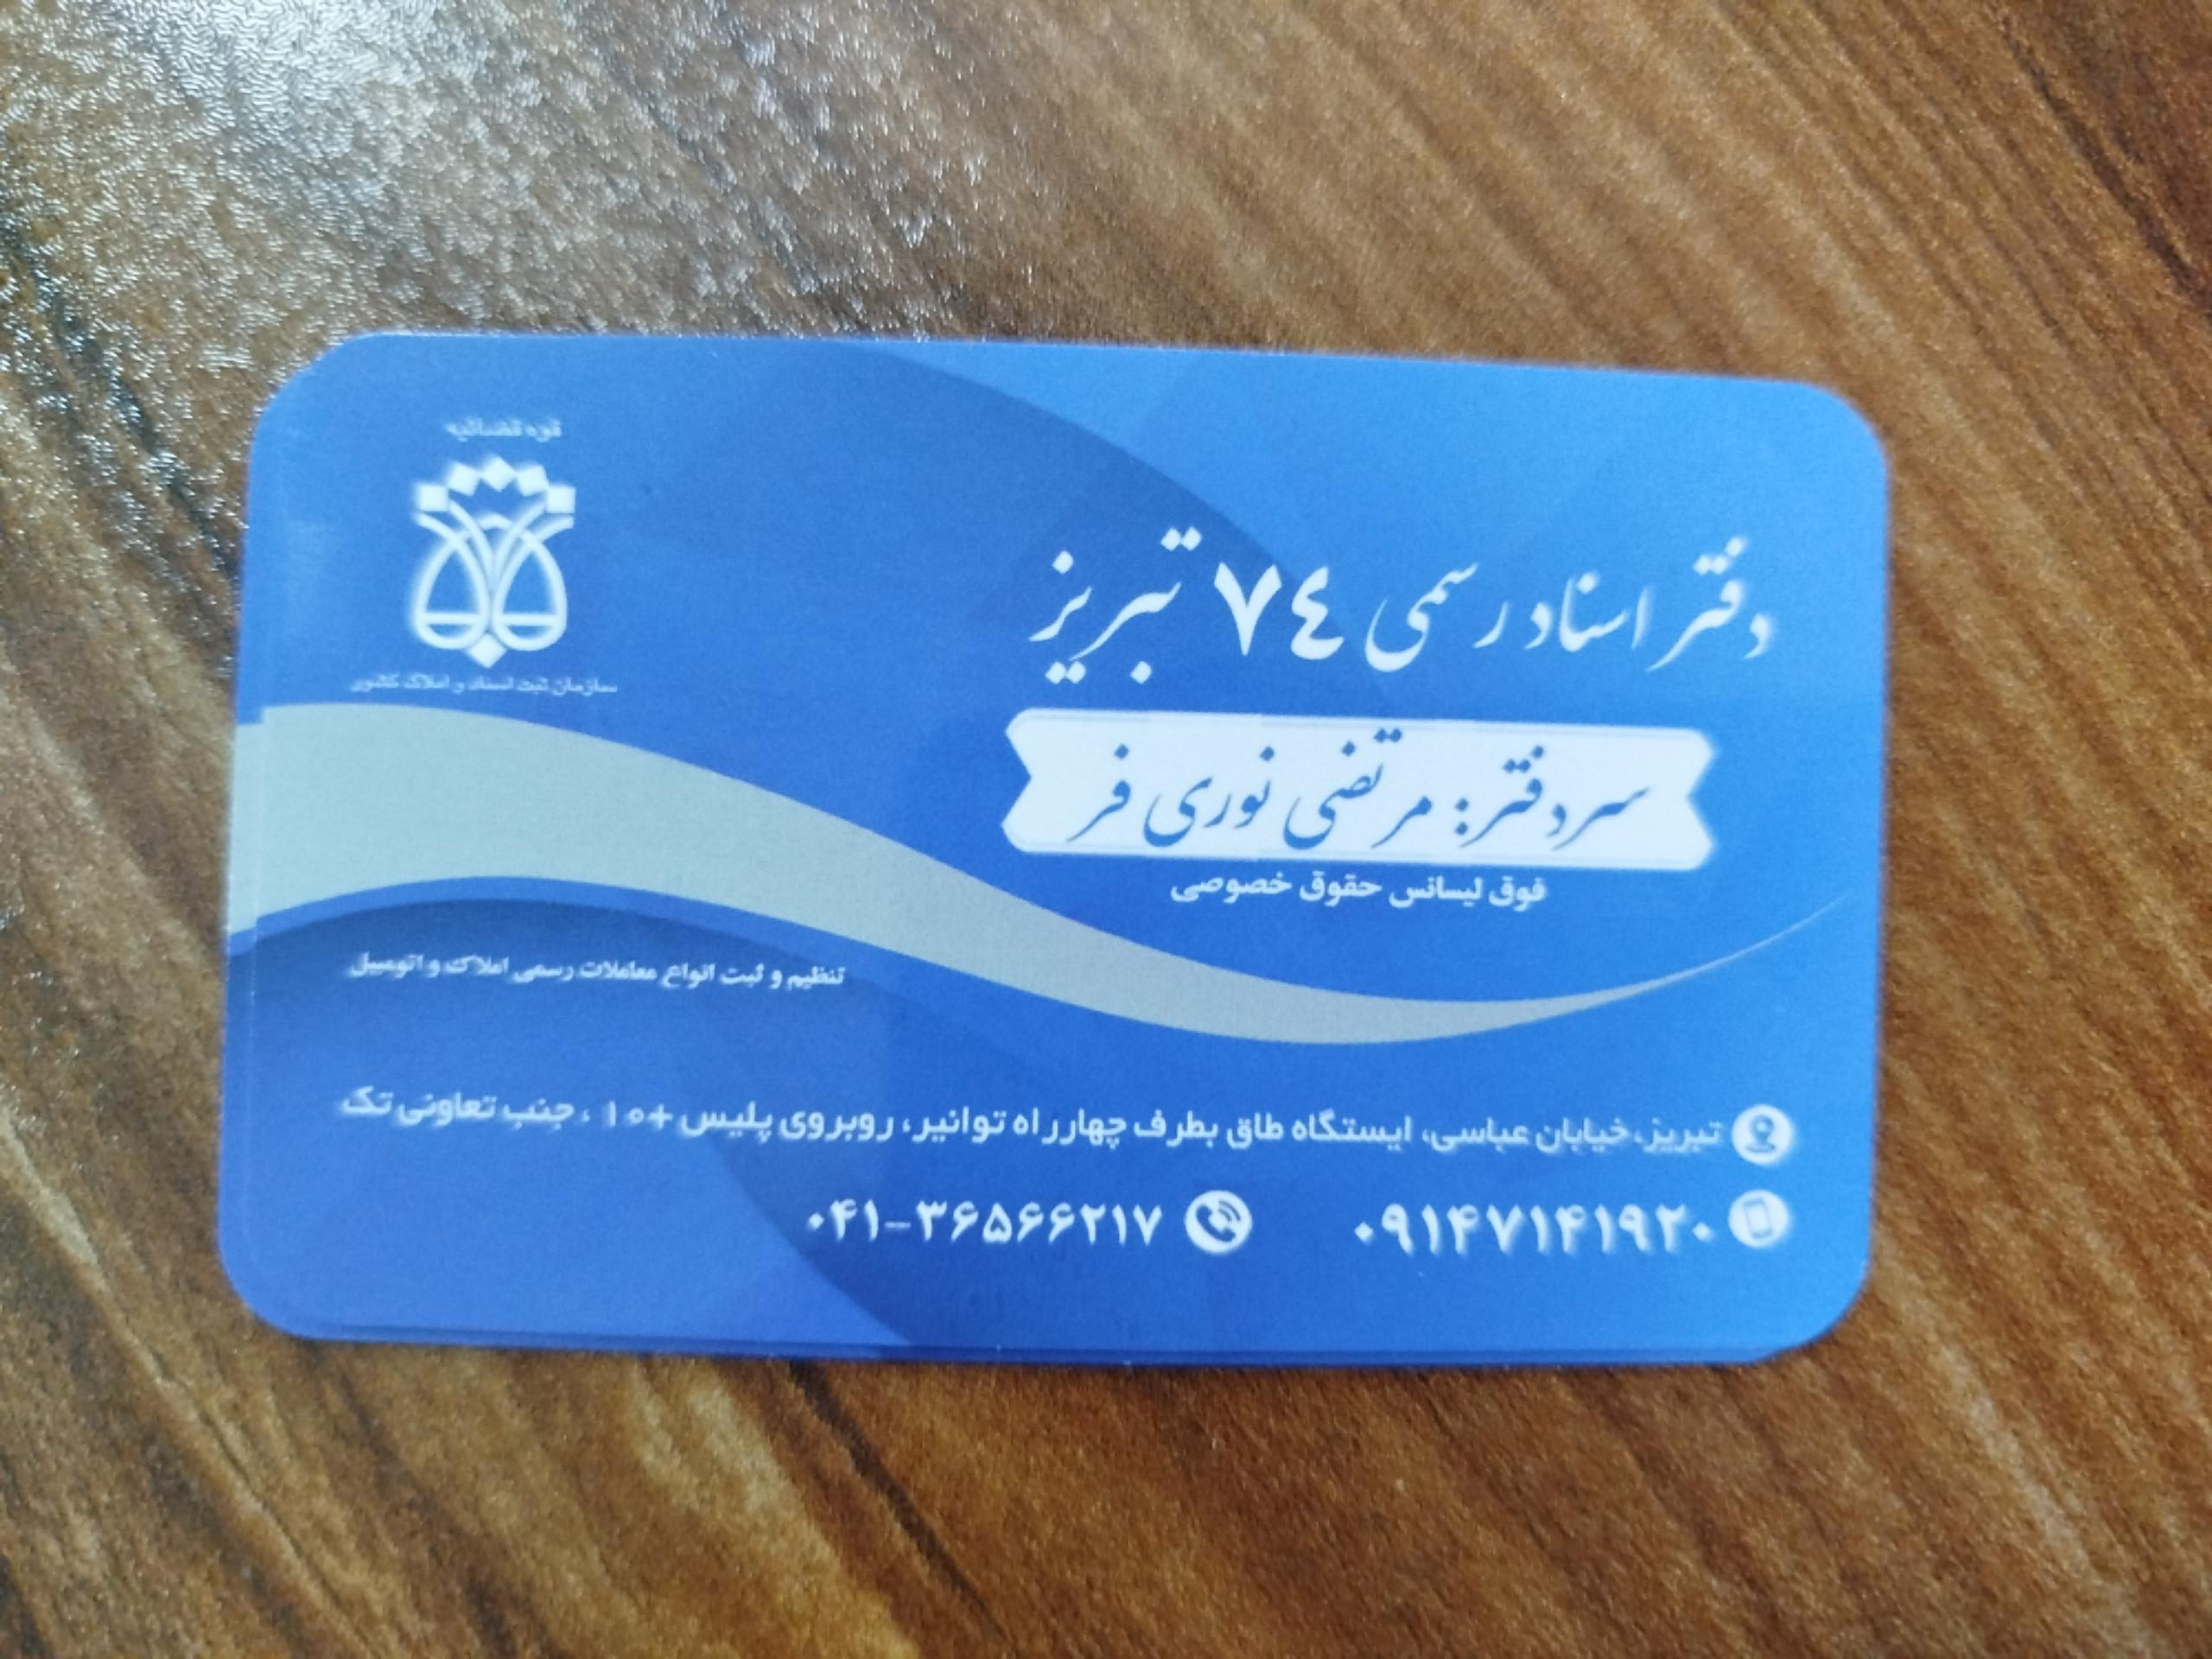 قوه قضائیه
سازمان ثبت اسناد و املاک کشور
دفتر اسناد رسمی ٧٤ تبریز
سردفتر: مرتضی نوری فر
فوق لیسانس حقوق خصوصی
تنظیم و ثبت انواع معاملات رسمی املاک و اتومبیل
تبریز، خیابان عباسی، ایستگاه طاق بطرف چهارراه توانیر، روبروی پلیس +۱۰ ، جنب تعاونی تک
۰۹۱۴۷۱۴۱۹۲۰
۰۴۱-۳۶۵۶۶۲۱۷